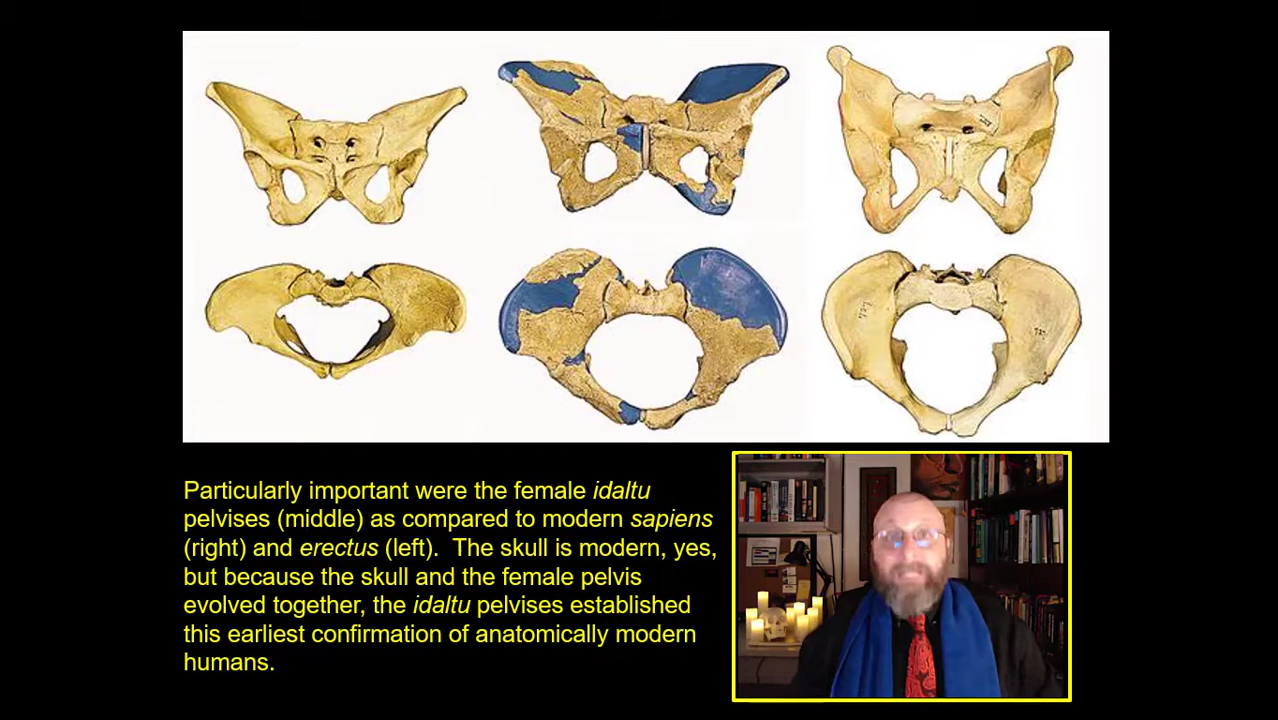 Particularly important were the female idaltu
pelvises (middle) as compared to modern sapiens
(right) and erectus (left).  The skull is modern, yes,
but because the skull and the female pelvis
evolved together, the idaltu pelvises established
this earliest confirmation of anatomically modern
humans.